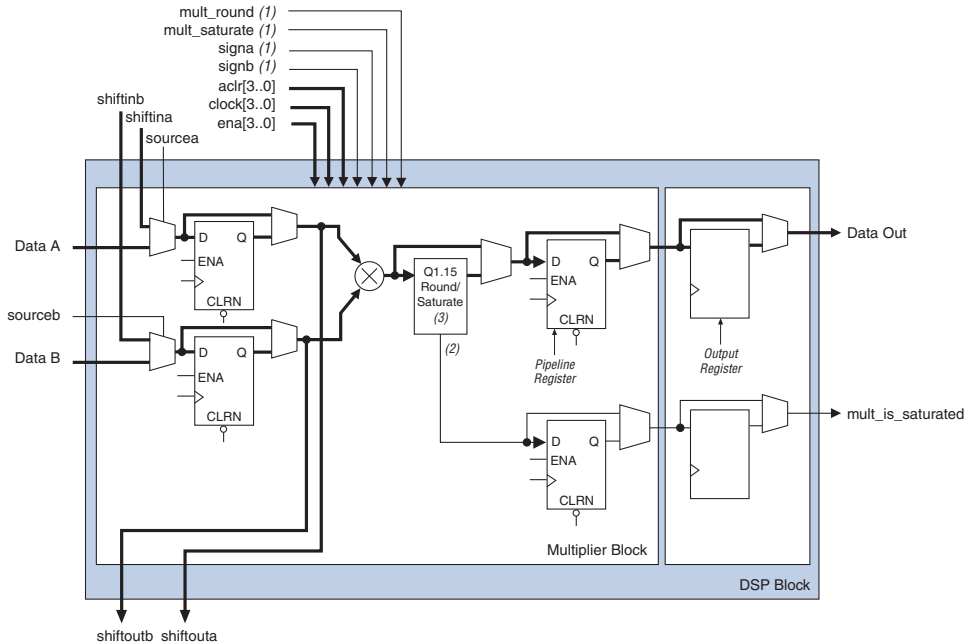 mult_round (1)
mult_saturate (1)
signa (1)
signb (1)
aclr[3..0]
clock[3..0]
ena[3..0]
shiftinb
shiftina
sourcea
Data A
D Q
ENA
CLRN
sourceb
Data B
D Q
ENA
CLRN
Q1.15
Round/
Saturate
(3)
(2)
D
Q
ENA
CLRN
Pipeline
Register
Output
Register
Data Out
D Q
ENA
CLRN
mult_is_saturated
Multiplier Block
DSP Block
shiftoutb shiftouta